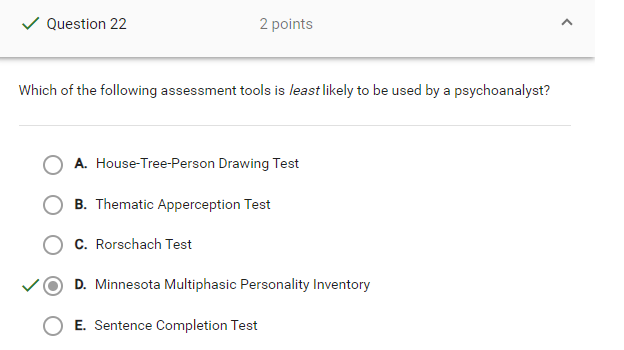 Question 22 2 points
Which of the following assessment tools is least likely to be used by a psychoanalyst?
A. House-Tree-Person Drawing Test
B. Thematic Apperception Test
C. Rorschach Test
D. Minnesota Multiphasic Personality Inventory
E. Sentence Completion Test